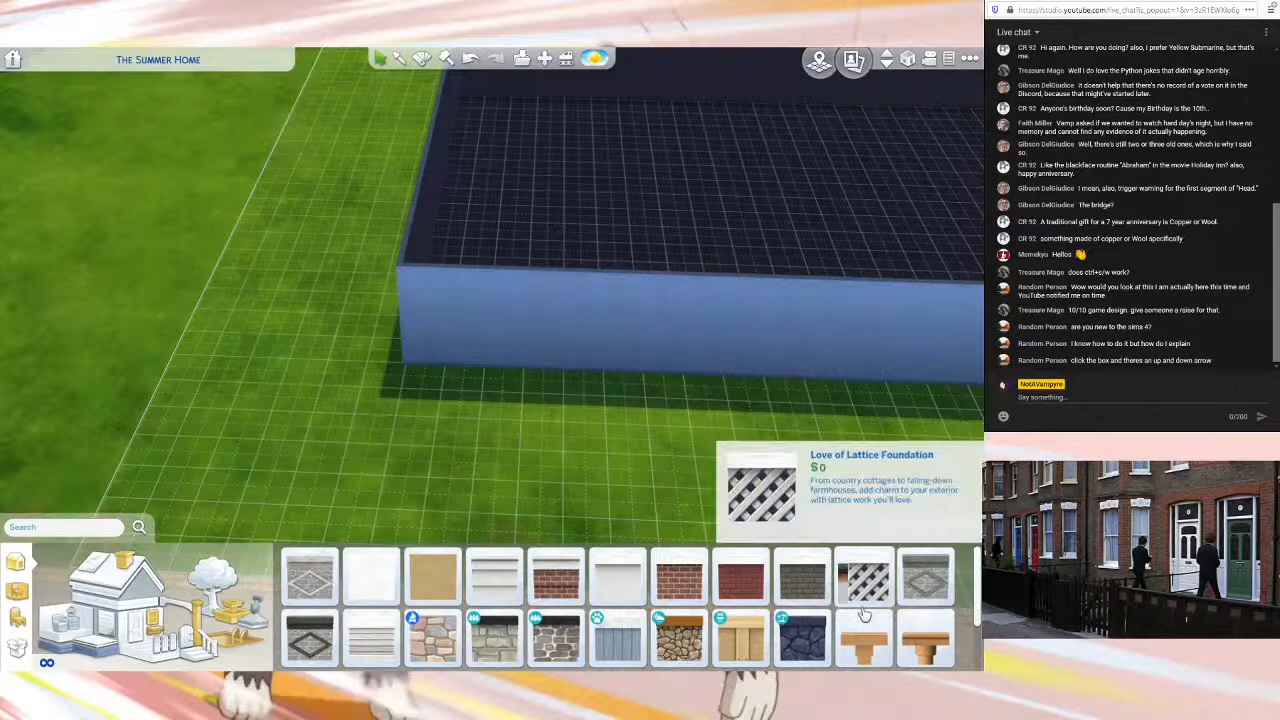 THE SUMMER HOME
Love of Lattice Foundation
§0
From country cottages to falling-down
farmhouses, add charm to your exterior
with lattice work you'll love.
Search
https://studio.youtube.com/live_chat?is_popout=1&v=3zR1EWXIo6g
Live chat
CR 92 Hi again. How are you doing? also, I prefer Yellow Submarine, but that's
me.
Treasure Mage Well I do love the Python jokes that didn't age horribly.
Gibson DelGiudice It doesn't help that there's no record of a vote on it in the
Discord, because that might've started later.
CR 92 Anyone's birthday soon? Cause my Birthday is the 10th..
Faith Miller Vamp asked if we wanted to watch hard day's night, but I have no
memory and cannot find any evidence of it actually happening.
Gibson DelGiudice Well, there's still two or three old ones, which is why I said
so.
CR 92 Like the blackface routine "Abraham" in the movie Holiday Inn? also,
happy anniversary.
Gibson DelGiudice I mean, also, trigger warning for the first segment of "Head."
Gibson DelGiudice The bridge?
CR 92 A traditional gift for a 7 year anniversary is Copper or Wool.
CR 92 something made of copper or Wool specifically
Memekyu Hellos
Treasure Mage does ctrl+s/w work?
Random Person Wow would you look at this I am actually here this time and
YouTube notified me on time
Treasure Mage 10/10 game design. give someone a raise for that.
Random Person are you new to the sims 4?
Random Person I know how to do it but how do I explain
Random Person click the box and theres an up and down arrow
NotAVampyre
Say something...
0/200